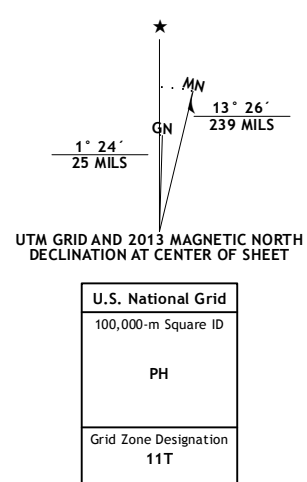 ★
MN
13° 26´
239 MILS
GN
1° 24´
25 MILS
UTM GRID AND 2013 MAGNETIC NORTH
DECLINATION AT CENTER OF SHEET
U.S. National Grid
100,000-m Square ID
PH
Grid Zone Designation
11T